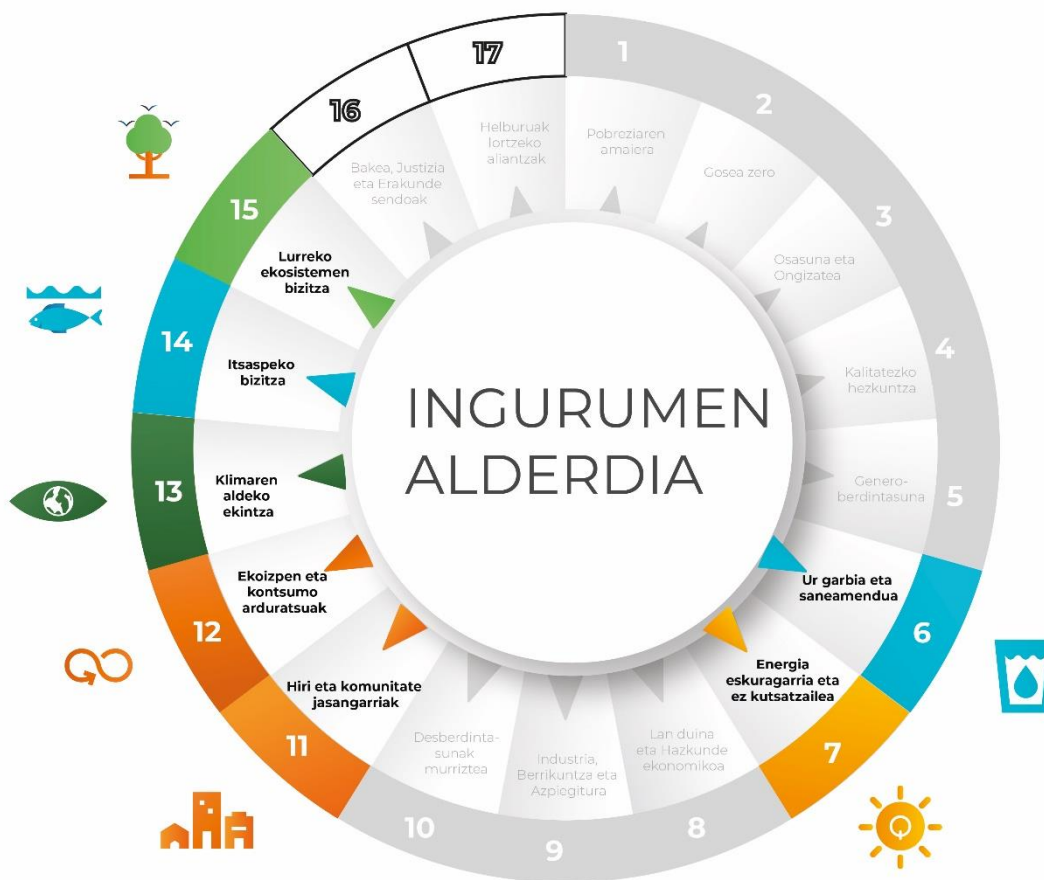 INGURUMEN
ALDERDIA
1
Pobreziaren
amaiera
2
Gosea zero
3
Osasuna eta
Ongizatea
4
Kalitatezko
hezkuntza
5
Genero-
berdintasuna
6
Ur garbia eta
saneamendua
7
Energia
eskuragarria eta
ez kutsatzailea
8
Lan duina
eta Hazkunde
ekonomikoa
9
Industria,
Berrikuntza eta
Azpiegitura
10
Desberdinta-
sunak
murriztea
11
Hiri eta komunitate
jasangarriak
12
Ekoizpen eta
kontsumo
arduratsuak
13
Klimaren
aldeko
ekintza
14
Itsaspeko
bizitza
15
Lurreko
ekosistemen
bizitza
16
Bakea, Justizia
eta Erakunde
sendoak
17
Helburuak
lortzeko
aliantzak